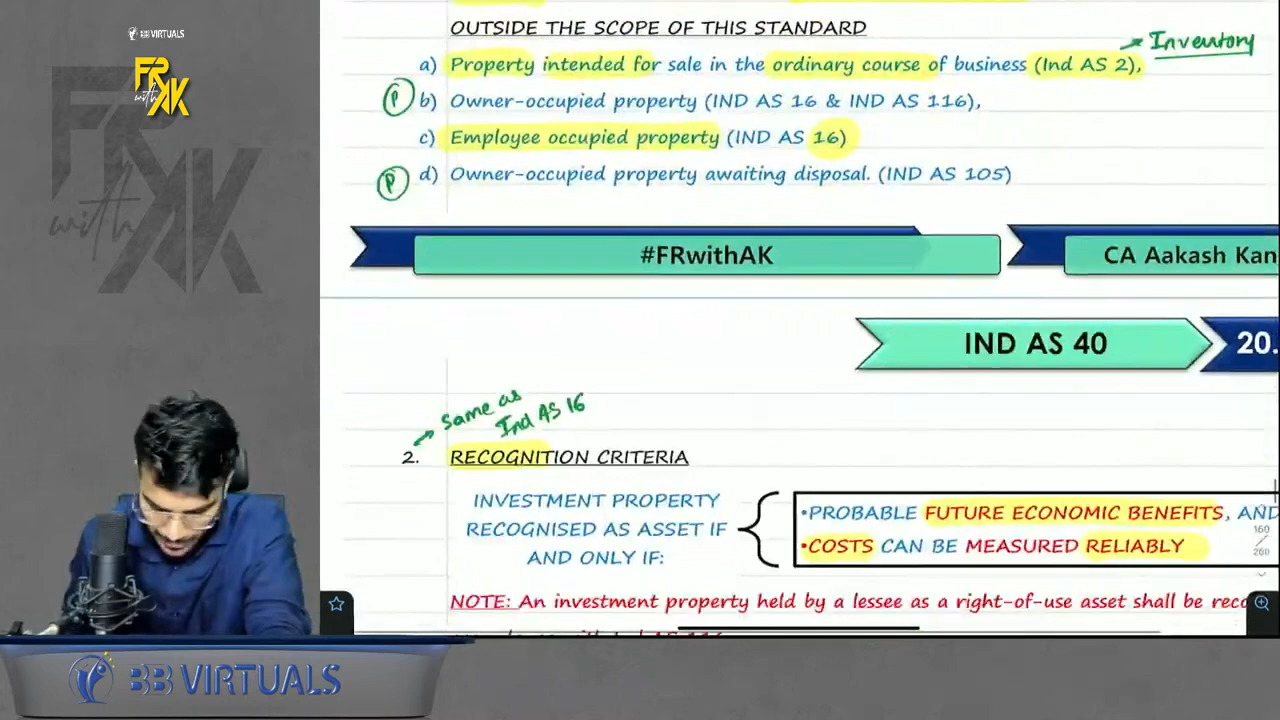 BB VIRTUALS
FR
with
AK
FR
with
AK
OUTSIDE THE SCOPE OF THIS STANDARD
Inventory
a) Property intended for sale in the ordinary course of business (Ind AS 2),
P b) Owner-occupied property (IND AS 16 & IND AS 116),
c) Employee occupied property (IND AS 16)
P d) Owner-occupied property awaiting disposal. (IND AS 105)
#FRwithAK
CA Aakash Kan
IND AS 40
20.
Same as
Ind AS 16
2. RECOGNITION CRITERIA
INVESTMENT PROPERTY
RECOGNISED AS ASSET IF
AND ONLY IF:
•PROBABLE FUTURE ECONOMIC BENEFITS, AND
•COSTS CAN BE MEASURED RELIABLY
160
/
260
NOTE: An investment property held by a lessee as a right-of-use asset shall be reco
BB VIRTUALS